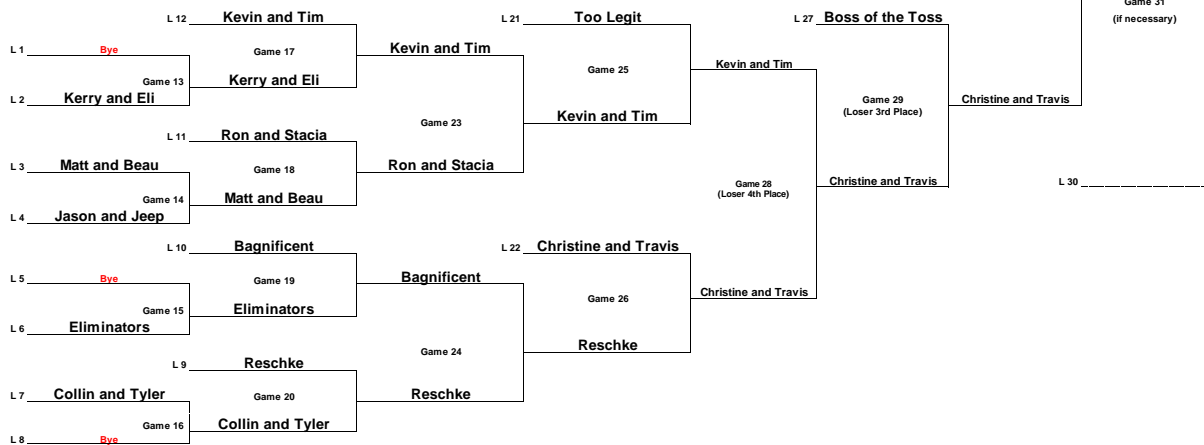 Game 31
(if necessary)
L 12 Kevin and Tim
L 21 Too Legit
L 27 Boss of the Toss
L 1 Bye
Game 17
Kevin and Tim
Game 25
Kevin and Tim
Game 13
Kerry and Eli
L 2 Kerry and Eli
Game 29
(Loser 3rd Place)
Christine and Travis
Game 23
Kevin and Tim
L 11 Ron and Stacia
L 3 Matt and Beau
Game 18
Ron and Stacia
Game 28
(Loser 4th Place)
Christine and Travis
L 30
Game 14
Matt and Beau
L 4 Jason and Jeep
L 10 Bagnificent
L 22 Christine and Travis
L 5 Bye
Game 19
Bagnificent
Game 26
Christine and Travis
Game 15
Eliminators
L 6 Eliminators
Game 24
Reschke
L 9 Reschke
L 7 Collin and Tyler
Game 20
Reschke
Game 16
Collin and Tyler
L 8 Bye